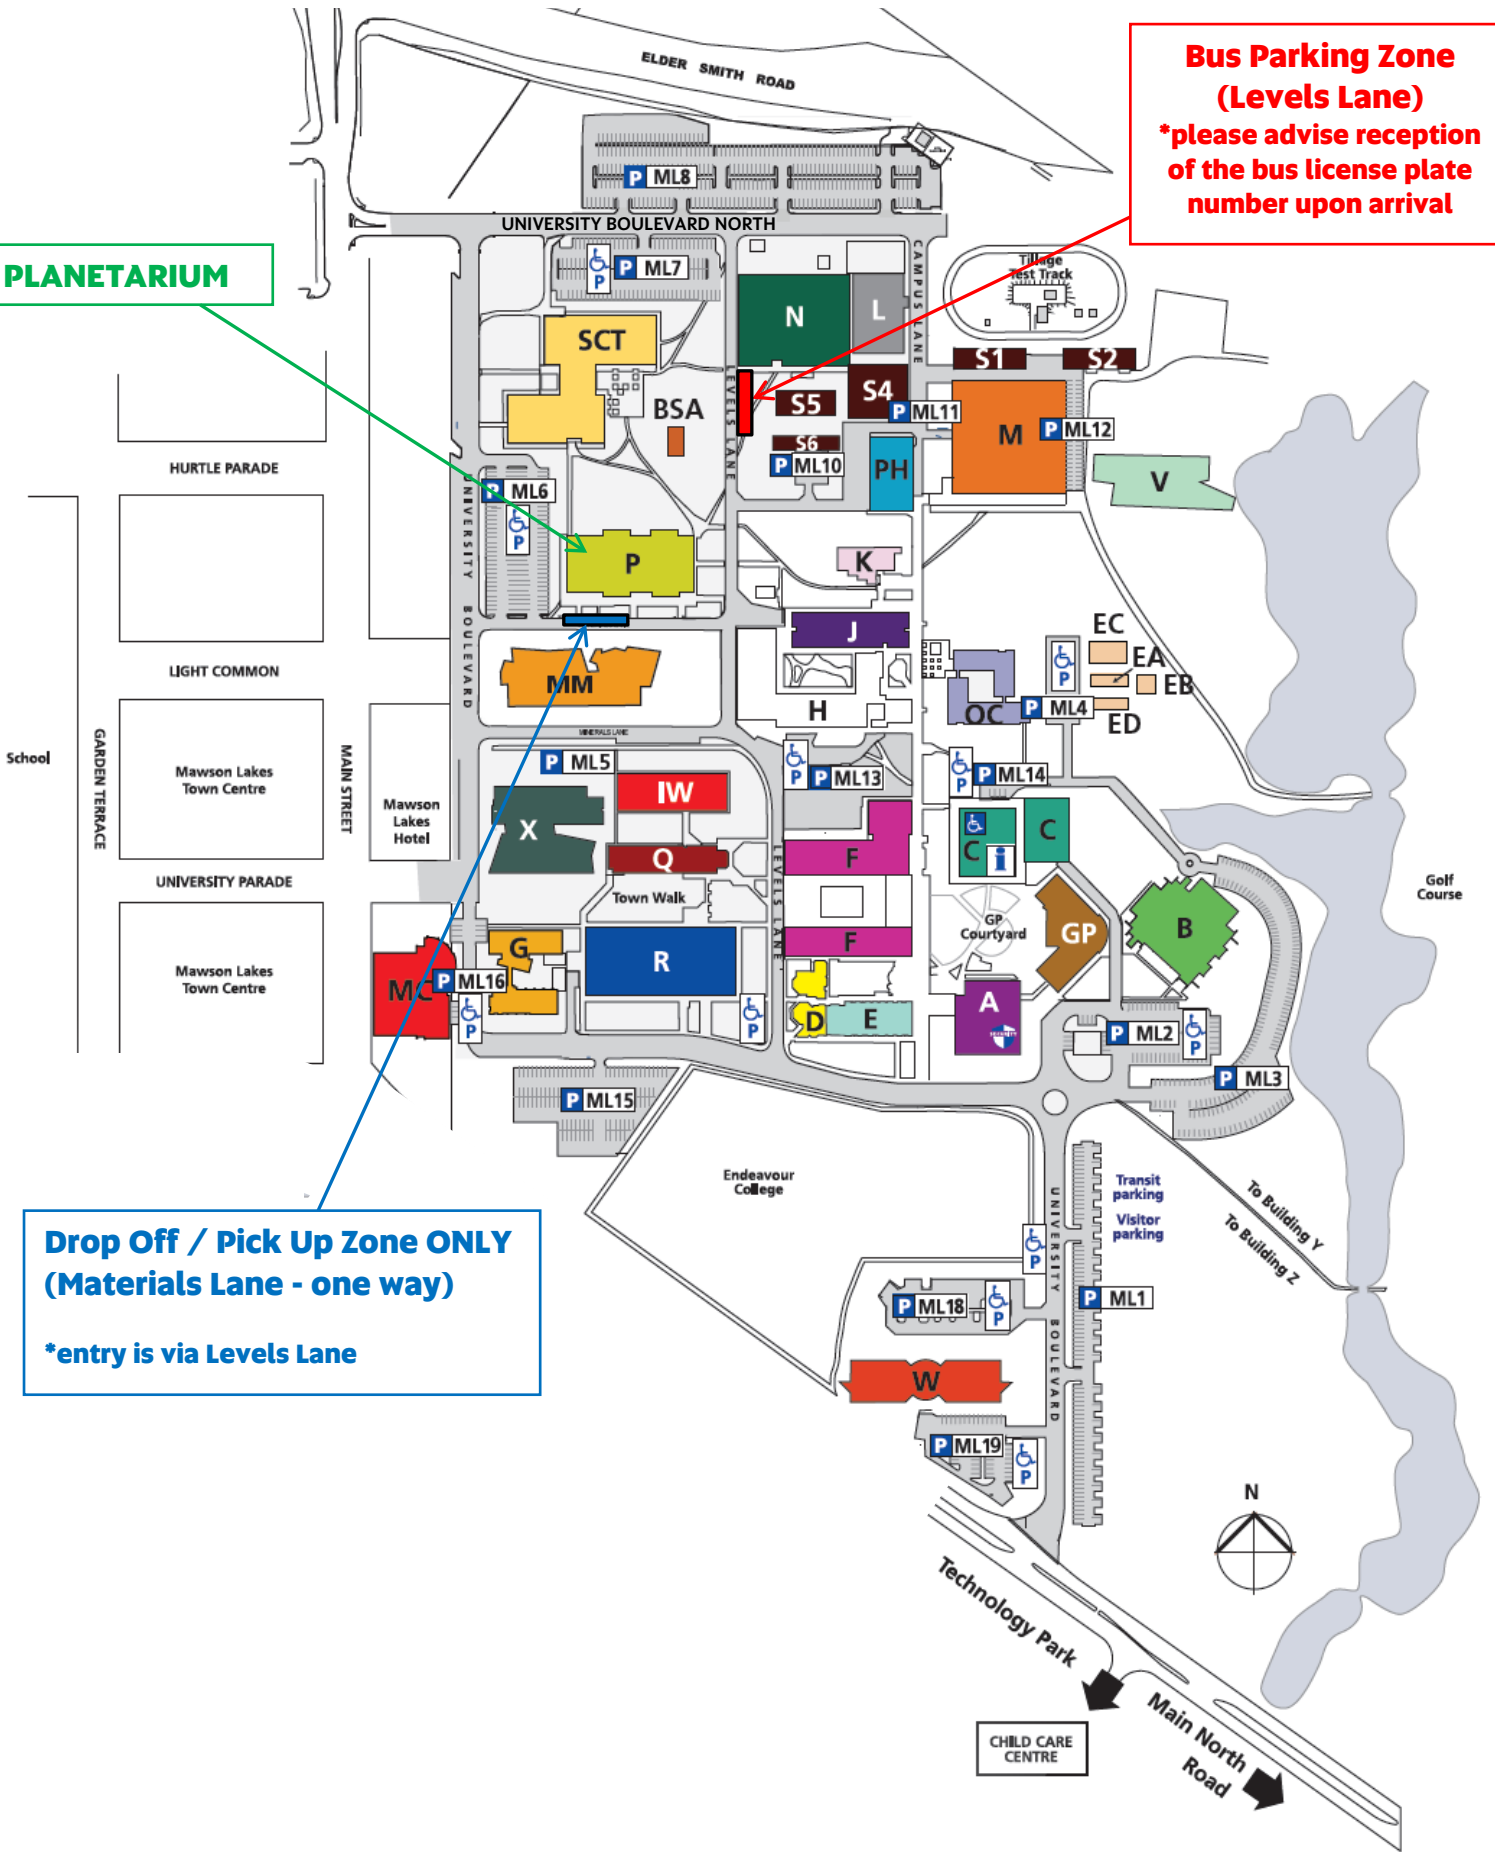 ELDER SMITH ROAD
Bus Parking Zone
(Levels Lane)
*please advise reception
of the bus license plate
number upon arrival
P ML8
UNIVERSITY BOULEVARD NORTH
PLANETARIUM
P
P ML7
CAMPUS LANE
Tillage
Test Track
N
L
SCT
S1
S2
LEVELS LANE
BSA
S5
S4
P ML11
M
P ML12
S6
P ML10
PH
V
HURTLE PARADE
P ML6
P
UNIVERSITY BOULEVARD
P
K
J
EC
EA
EB
ED
P
P ML4
OC
LIGHT COMMON
MM
H
MINERALS LANE
School
GARDEN TERRACE
Mawson Lakes
Town Centre
MAIN STREET
Mawson
Lakes
Hotel
P ML5
IW
X
Q
P
P ML13
P
P ML14
C
C
i
F
LEVELS LANE
UNIVERSITY PARADE
Town Walk
GP
Courtyard
GP
B
Golf
Course
G
R
F
Mawson Lakes
Town Centre
MC
P ML16
P
P
D
E
A
P ML2
P
P ML3
P ML15
Endeavour
College
Transit
parking
Visitor
parking
To Building Y
To Building Z
UNIVERSITY BOULEVARD
P
P ML1
P ML18
P
W
P ML19
P
Drop Off / Pick Up Zone ONLY
(Materials Lane - one way)
*entry is via Levels Lane
N
Technology Park
Main North
Road
CHILD CARE
CENTRE